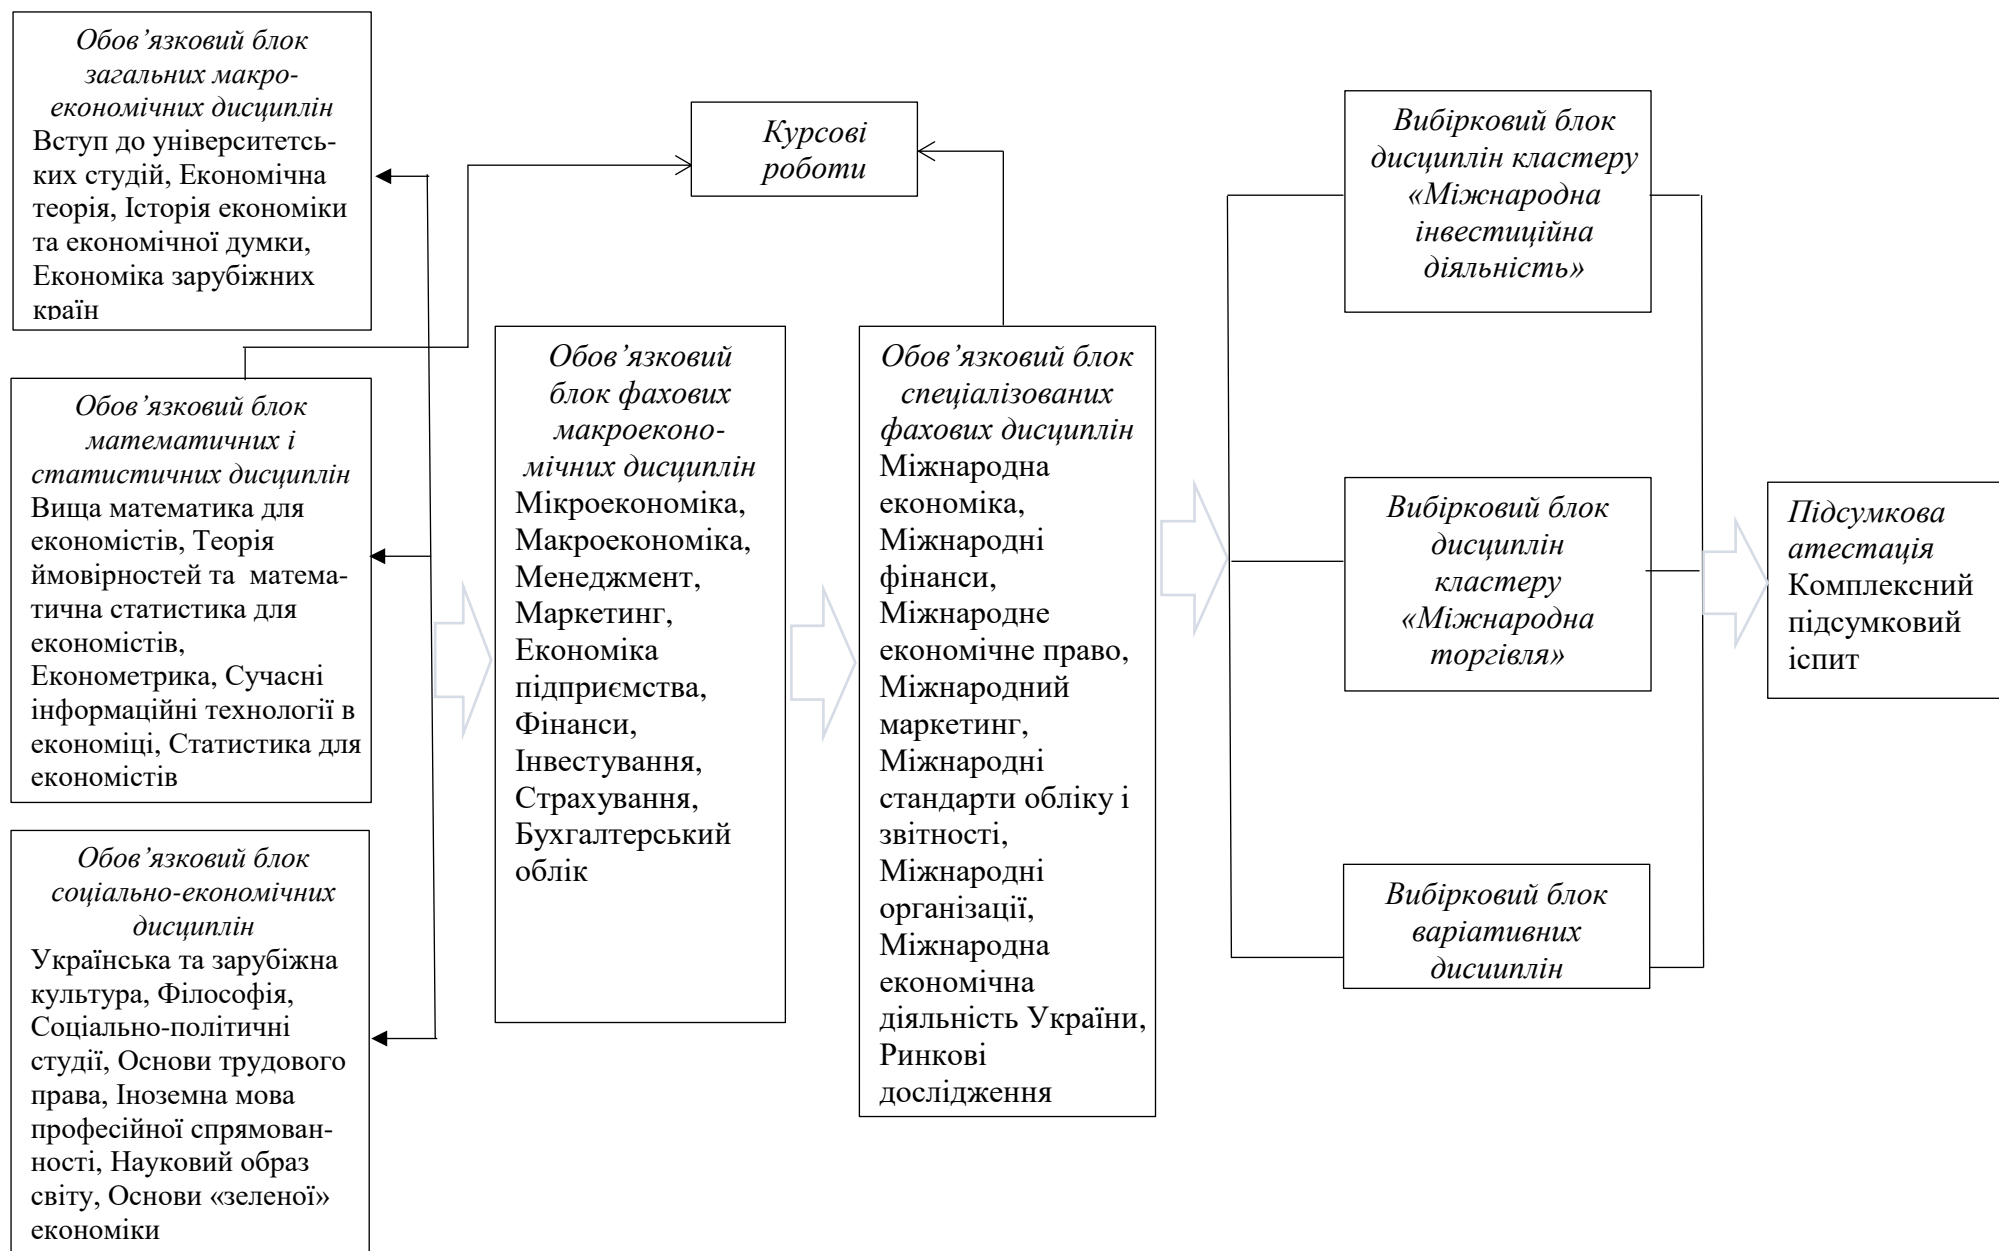 Обов’язковий блок
загальних макро-
економічних дисциплін
Вступ до університетсь-
ких студій, Економічна
теорія, Історія економіки
та економічної думки,
Економіка зарубіжних
країн
Обов’язковий блок
математичних і
статистичних дисциплін
Вища математика для
економістів, Теорія
ймовірностей та матема-
тична статистика для
економістів,
Економетрика, Сучасні
інформаційні технології в
економіці, Статистика для
економістів
Обов’язковий блок
соціально-економічних
дисциплін
Українська та зарубіжна
культура, Філософія,
Соціально-політичні
студії, Основи трудового
права, Іноземна мова
професійної спрямован-
ності, Науковий образ
світу, Основи «зеленої»
економіки
Курсові
роботи
Обов’язковий
блок фахових
макроеконо-
мічних дисциплін
Мікроекономіка,
Макроекономіка,
Менеджмент,
Маркетинг,
Економіка
підприємства,
Фінанси,
Інвестування,
Страхування,
Бухгалтерський
облік
Обов’язковий блок
спеціалізованих
фахових дисциплін
Міжнародна
економіка,
Міжнародні
фінанси,
Міжнародне
економічне право,
Міжнародний
маркетинг,
Міжнародні
стандарти обліку і
звітності,
Міжнародні
організації,
Міжнародна
економічна
діяльність України,
Ринкові
дослідження
Вибірковий блок
дисциплін кластеру
«Міжнародна
інвестиційна
діяльність»
Вибірковий блок
дисциплін
кластеру
«Міжнародна
торгівля»
Вибірковий блок
варіативних
дисциплін
Підсумкова
атестація
Комплексний
підсумковий
іспит